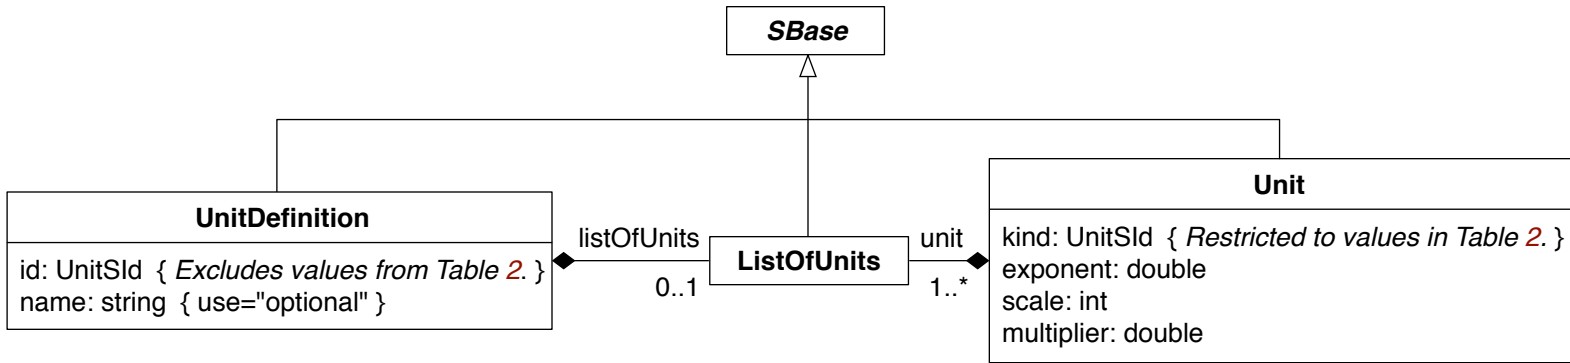 SBase
UnitDefinition
id: UnitSId { Excludes values from Table 2. }
name: string { use="optional" }
listOfUnits
0..1
ListOfUnits
unit
1..*
Unit
kind: UnitSId { Restricted to values in Table 2. }
exponent: double
scale: int
multiplier: double